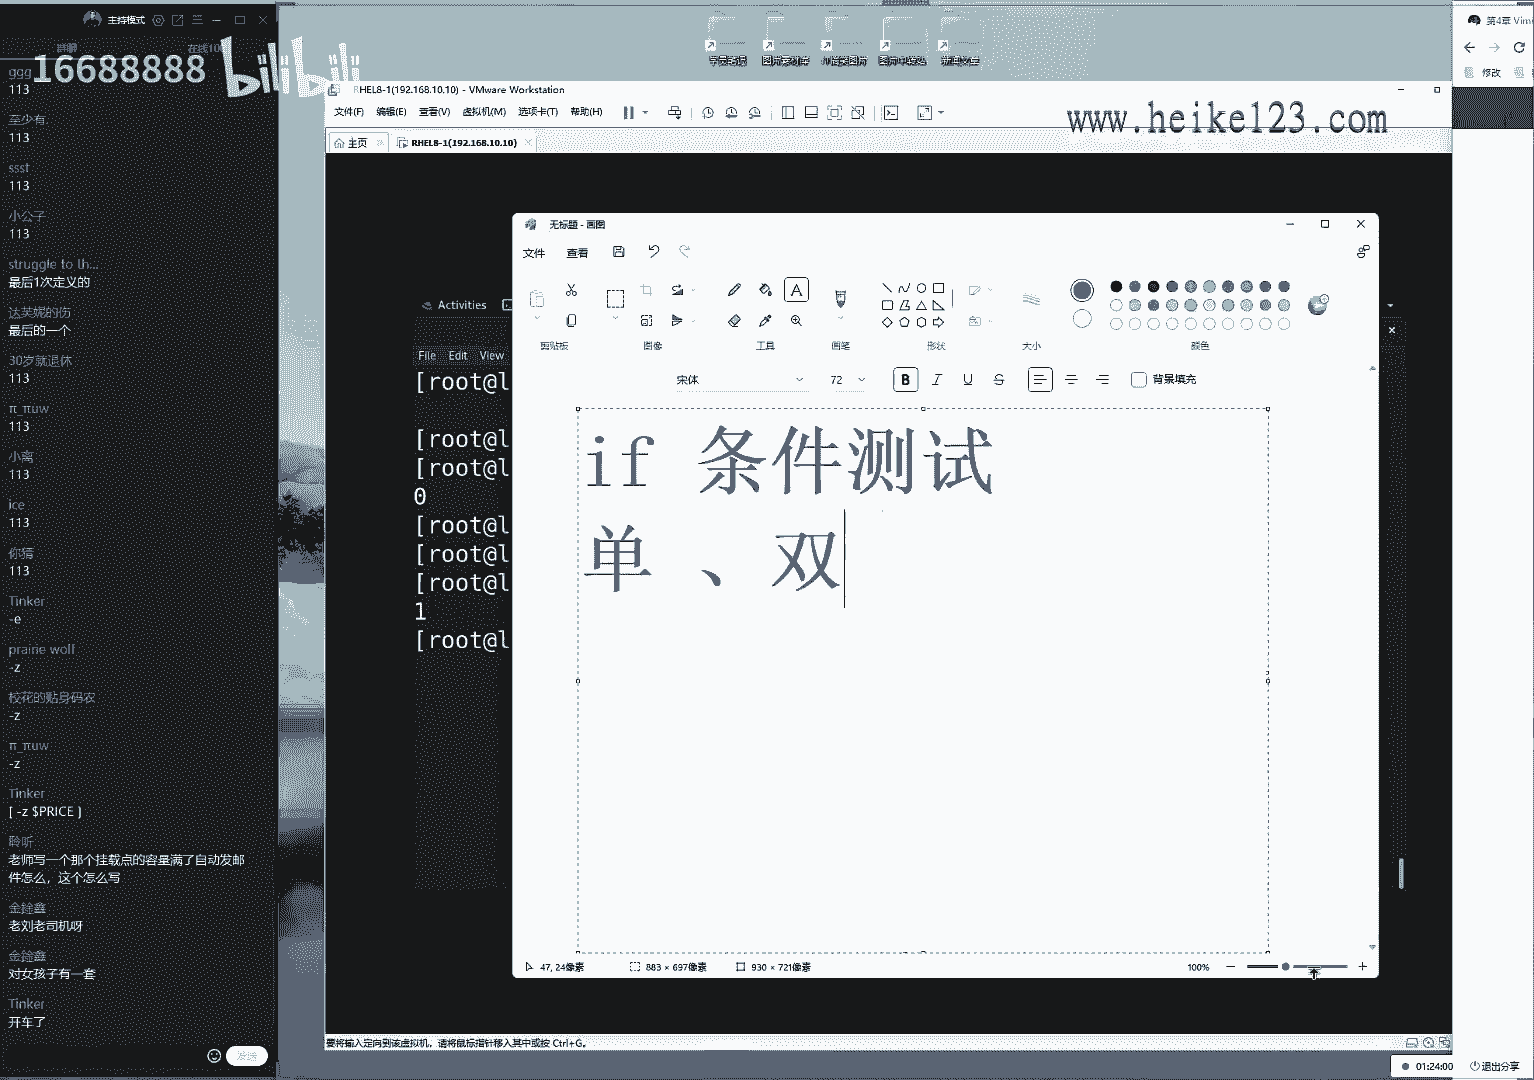 主持模式
在线10
16688888 bilibili
ggg
113
至少有
113
ssst
113
小公子
113
struggle to th...
最后1次定义的
达芙妮的伤
最后的一个
30岁就退休
113
π_πuw
113
小离
113
ice
113
你猜
113
Tinker
-e
prairie wolf
-z
校花的贴身码农
-z
π_πuw
-z
Tinker
[ -z $PRICE ]
聆听
老师写一个那个挂载点的容量满了自动发邮
件怎么，这个怎么写
金鑫鑫
老刘老司机呀
金鑫鑫
对女孩子有一套
Tinker
开车了
发送
RHEL8-1(192.168.10.10) - VMware Workstation
文件(F) 编辑(E) 查看(V) 虚拟机(M) 选项卡(T) 帮助(H)
主页 RHEL8-1(192.168.10.10)
www.heike123.com
第4章 Vim
修改
Activities
File Edit View
[root@l
[root@l
[root@l
0
[root@l
[root@l
[root@l
1
[root@l
无标题 - 画图
文件 查看
剪贴板 图像 工具 画笔 形状 大小 颜色
宋体 72 B I U S 背景填充
if 条件测试
单 、双
47, 24像素 883 × 697像素 930 × 721像素 100%
要将输入定向到该虚拟机，请将鼠标指针移入其中或按 Ctrl+G。
01:24:00 退出分享